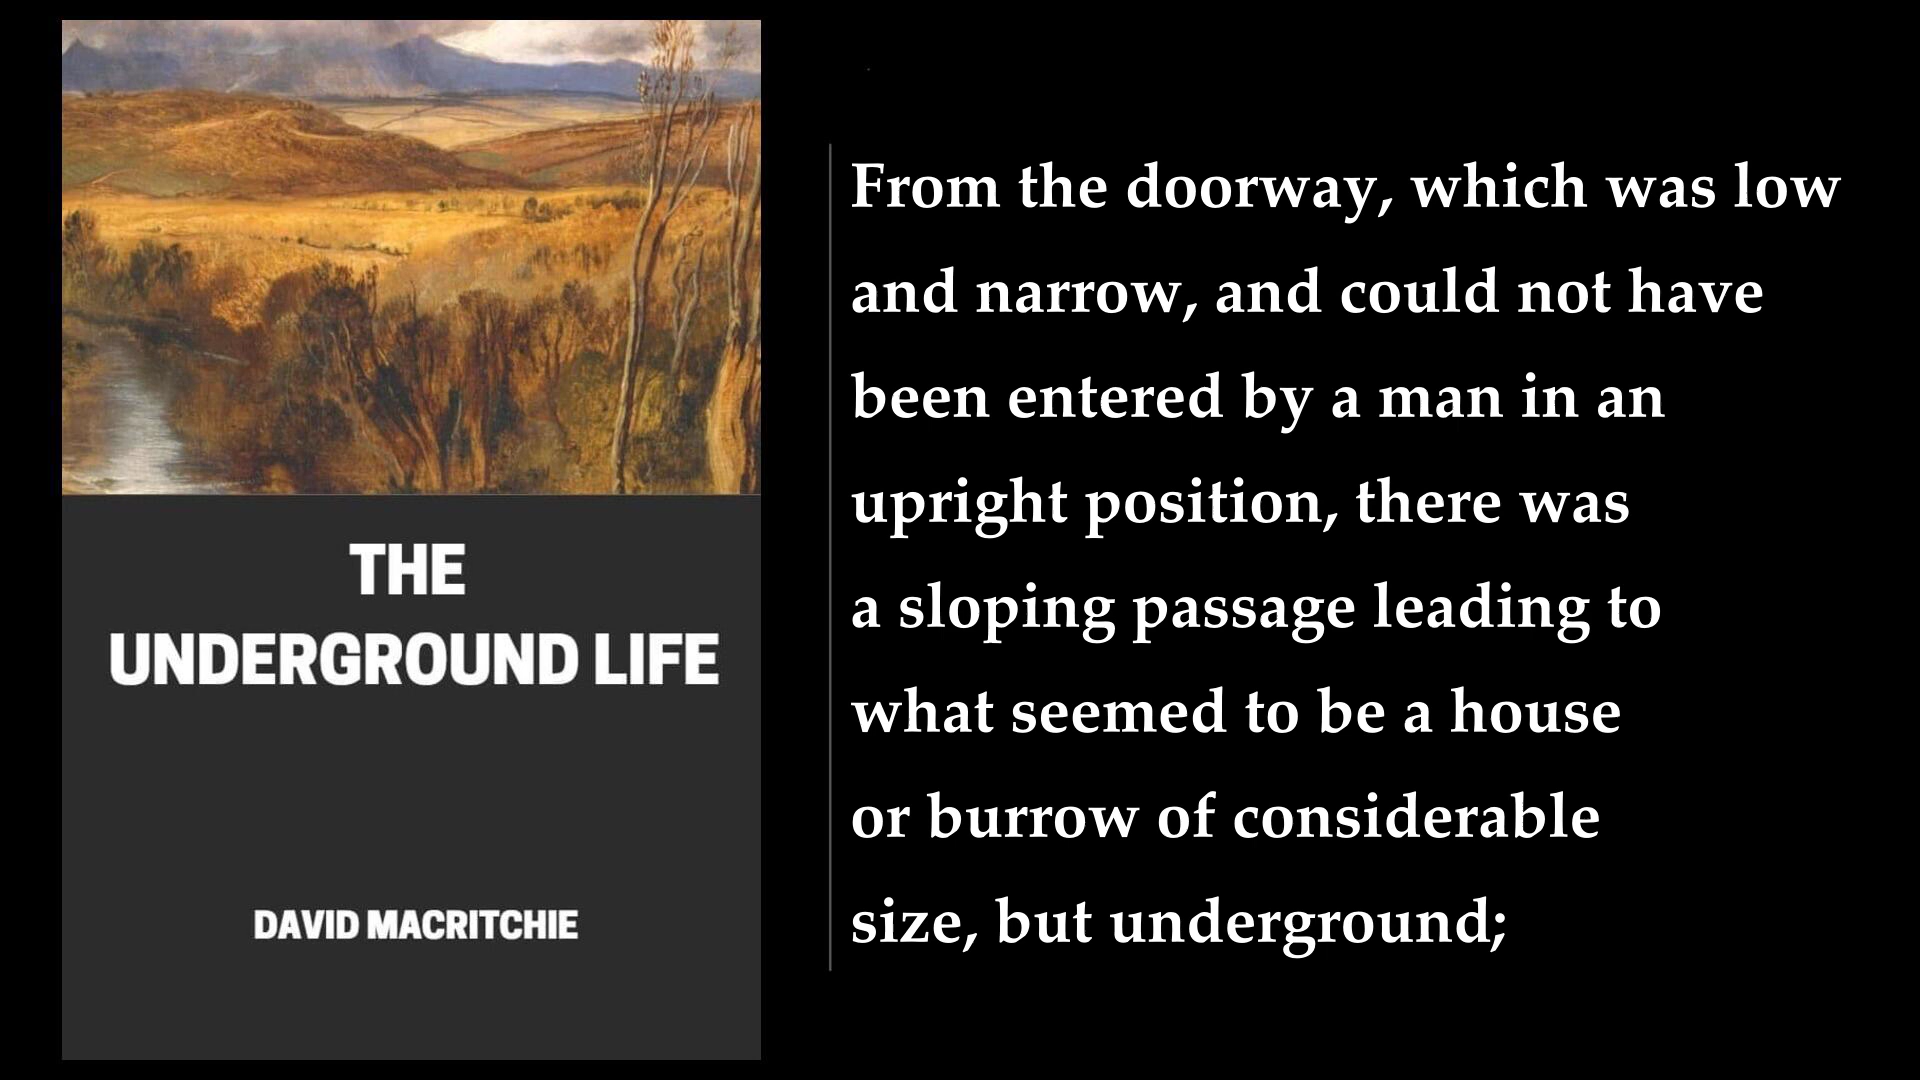 THE
UNDERGROUND LIFE
DAVID MACRITCHIE
From the doorway, which was low
and narrow, and could not have
been entered by a man in an
upright position, there was
a sloping passage leading to
what seemed to be a house
or burrow of considerable
size, but underground;